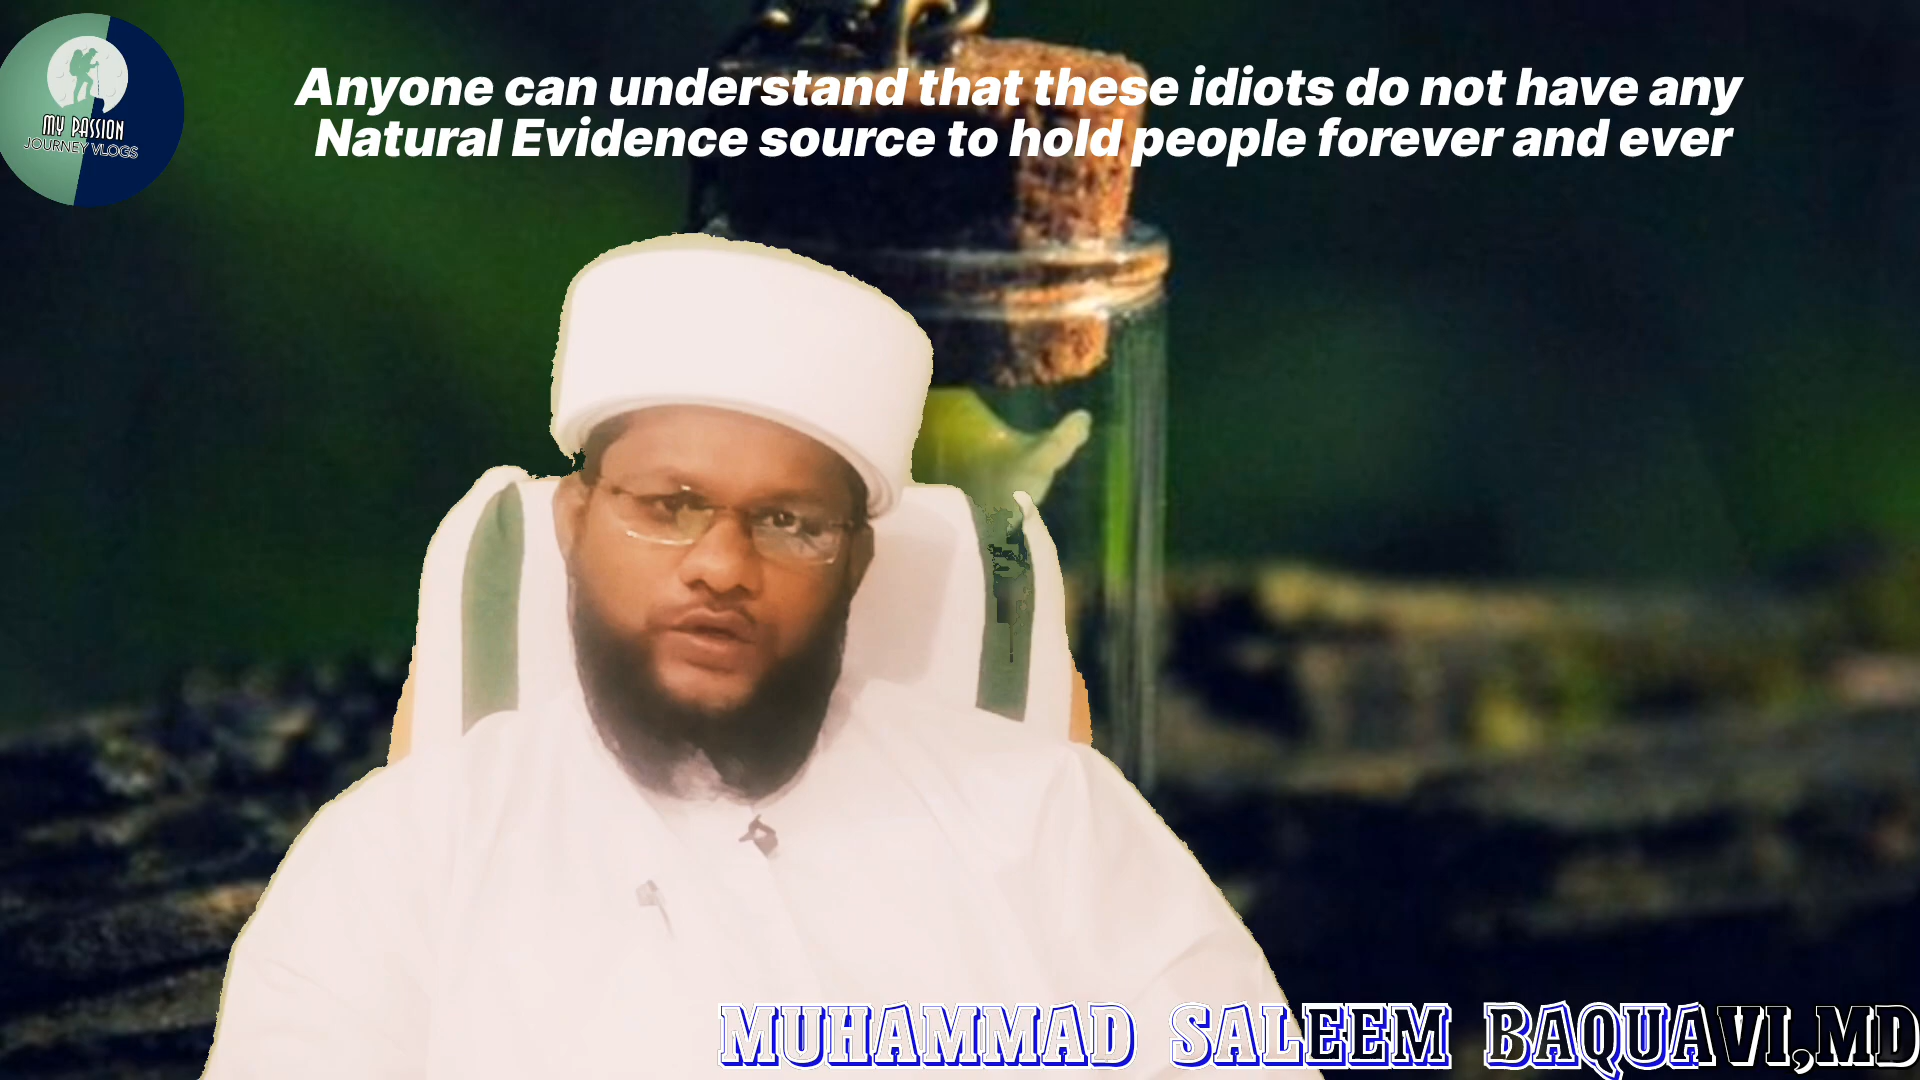 MY PASSION
JOURNEY VLOGS
Anyone can understand that these idiots do not have any
Natural Evidence source to hold people forever and ever
MUHAMMAD SALEEM BAQUAVI,MD